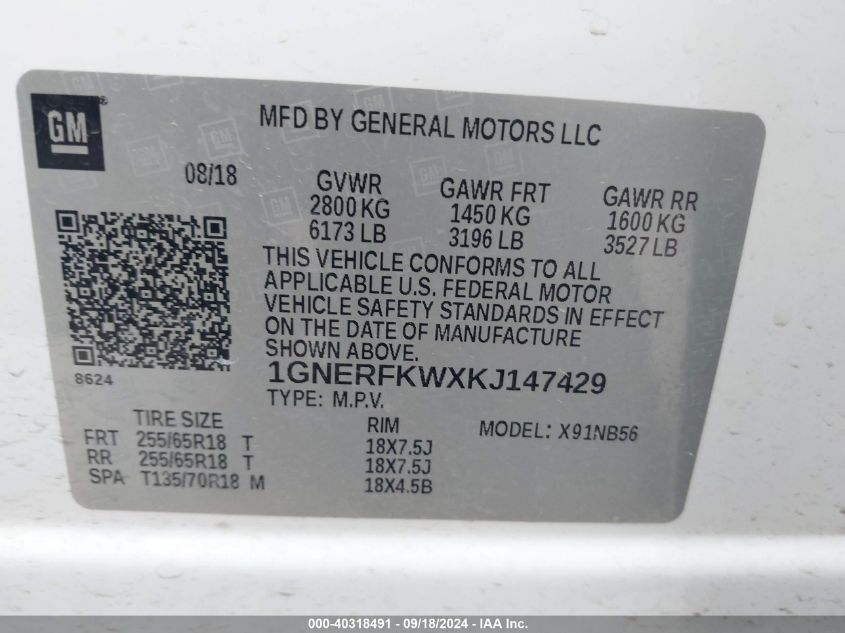 GM®
MFD BY GENERAL MOTORS LLC
08/18
GVWR
2800 KG
6173 LB
GAWR FRT
1450 KG
3196 LB
GAWR RR
1600 KG
3527 LB
THIS VEHICLE CONFORMS TO ALL
APPLICABLE U.S. FEDERAL MOTOR
VEHICLE SAFETY STANDARDS IN EFFECT
ON THE DATE OF MANUFACTURE
SHOWN ABOVE.
8624
1GNERFKWXKJ147429
TYPE: M.P.V.
MODEL: X91NB56
TIRE SIZE RIM
FRT 255/65R18 T 18X7.5J
RR 255/65R18 T 18X7.5J
SPA T135/70R18 M 18X4.5B
000-40318491 - 09/18/2024 - IAA Inc.